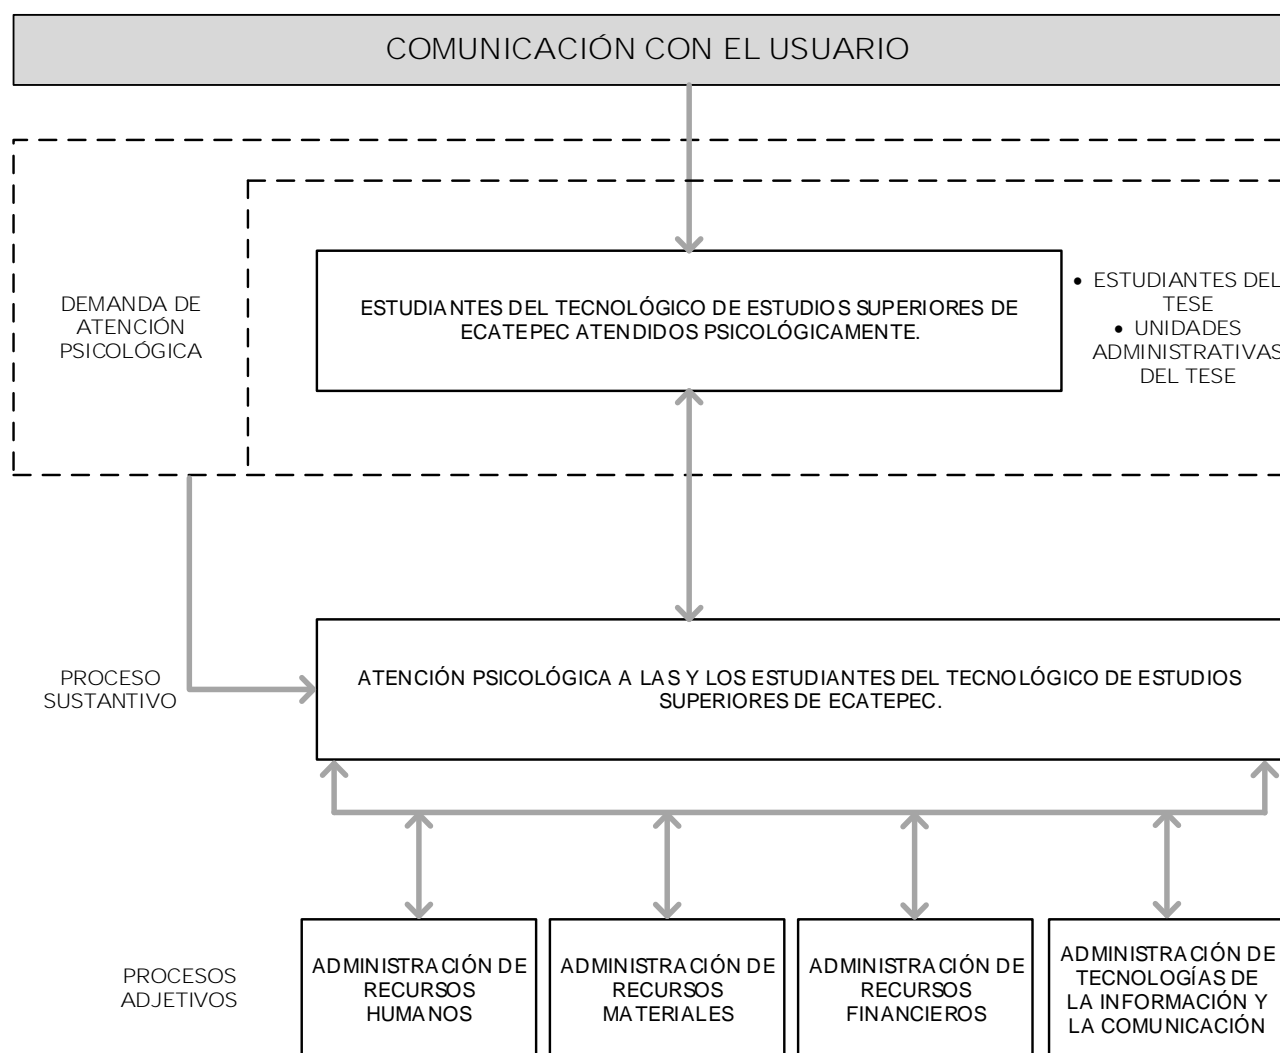 COMUNICACIÓN CON EL USUARIO
DEMANDA DE
ATENCIÓN
PSICOLÓGICA
ESTUDIANTES DEL TECNOLÓGICO DE ESTUDIOS SUPERIORES DE
ECATEPEC ATENDIDOS PSICOLÓGICAMENTE.
• ESTUDIANTES DEL
TESE
• UNIDADES
ADMINISTRATIVAS
DEL TESE
PROCESO
SUSTANTIVO
ATENCIÓN PSICOLÓGICA A LAS Y LOS ESTUDIANTES DEL TECNOLÓGICO DE ESTUDIOS
SUPERIORES DE ECATEPEC.
PROCESOS
ADJETIVOS
ADMINISTRACIÓN DE
RECURSOS
HUMANOS
ADMINISTRACIÓN DE
RECURSOS
MATERIALES
ADMINISTRACIÓN DE
RECURSOS
FINANCIEROS
ADMINISTRACIÓN DE
TECNOLOGÍAS DE
LA INFORMACIÓN Y
LA COMUNICACIÓN